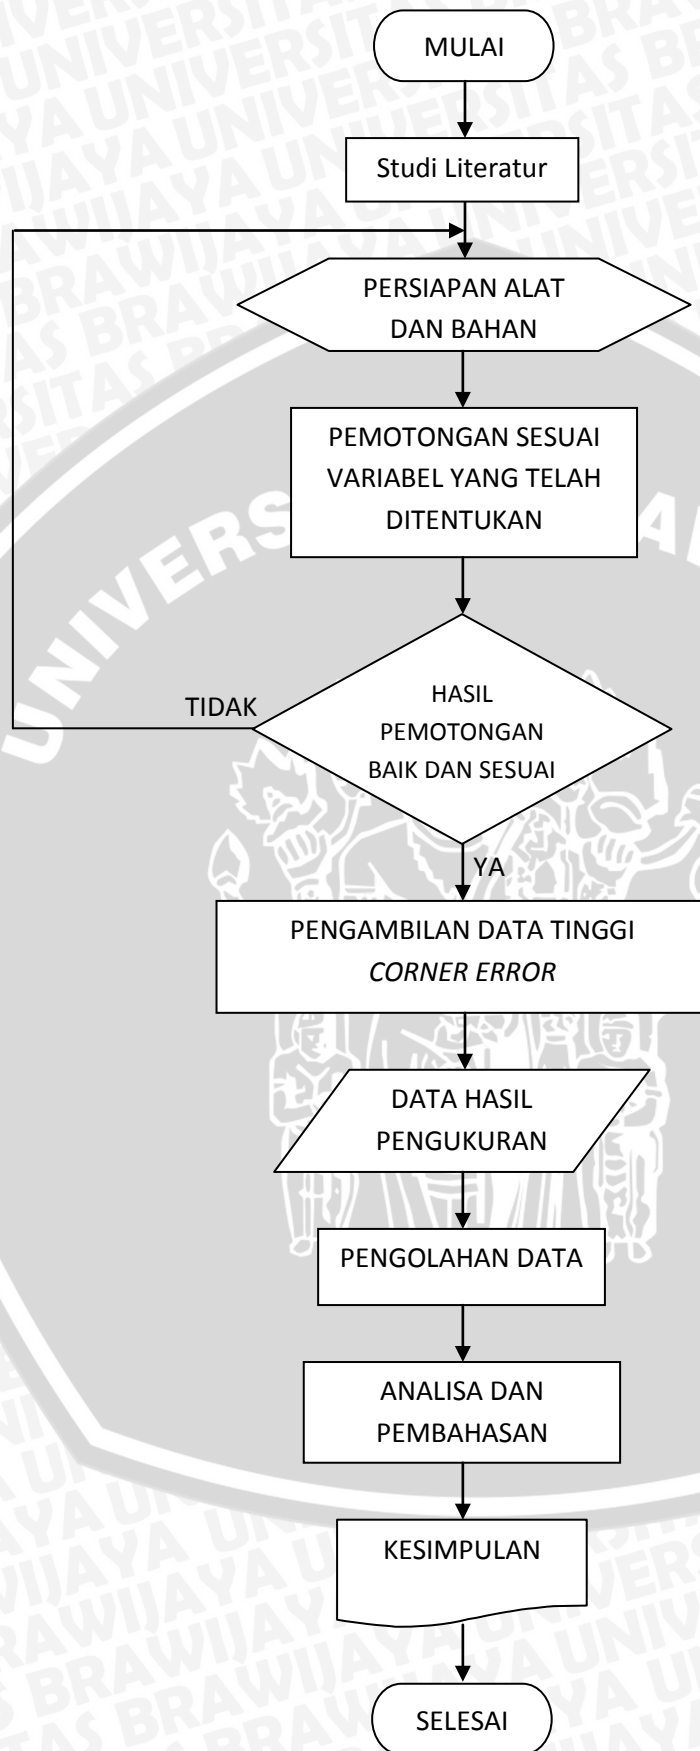 MULAI
Studi Literatur
PERSIAPAN ALAT
DAN BAHAN
PEMOTONGAN SESUAI
VARIABEL YANG TELAH
DITENTUKAN
TIDAK
HASIL
PEMOTONGAN
BAIK DAN SESUAI
YA
PENGAMBILAN DATA TINGGI
CORNER ERROR
DATA HASIL
PENGUKURAN
PENGOLAHAN DATA
ANALISA DAN
PEMBAHASAN
KESIMPULAN
SELESAI